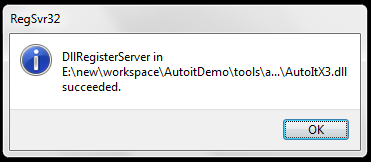 RegSvr32
DllRegisterServer in
E:\new\workspace\AutoitDemo\tools\a...\AutoItX3.dll
succeeded.
OK